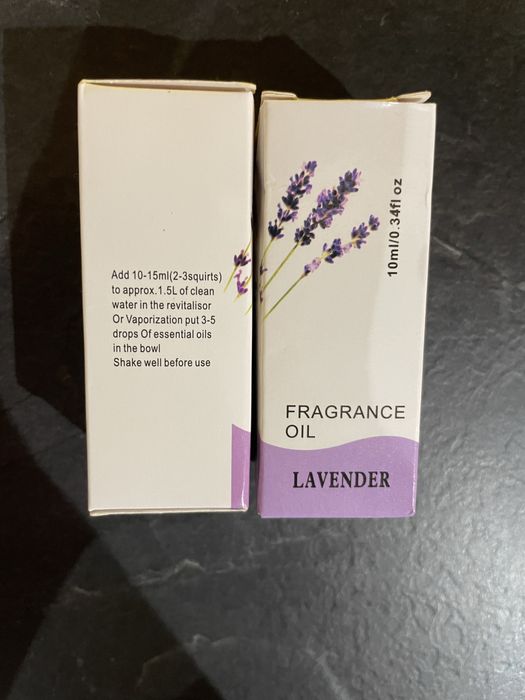 Add 10-15ml(2-3squirts)
to approx.1.5L of clean
water in the revitalisor
Or Vaporization put 3-5
drops Of essential oils
in the bowl
Shake well before use
10ml/0.34fl oz
FRAGRANCE
OIL
LAVENDER